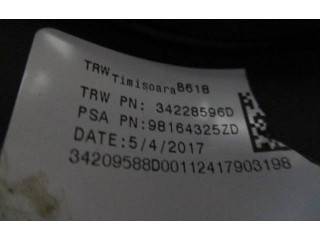 TRW Timisoara B618
TRW PN: 34228596D
PSA PN:98164325ZD
DATE:5/4/2017
34209588D00112417903198